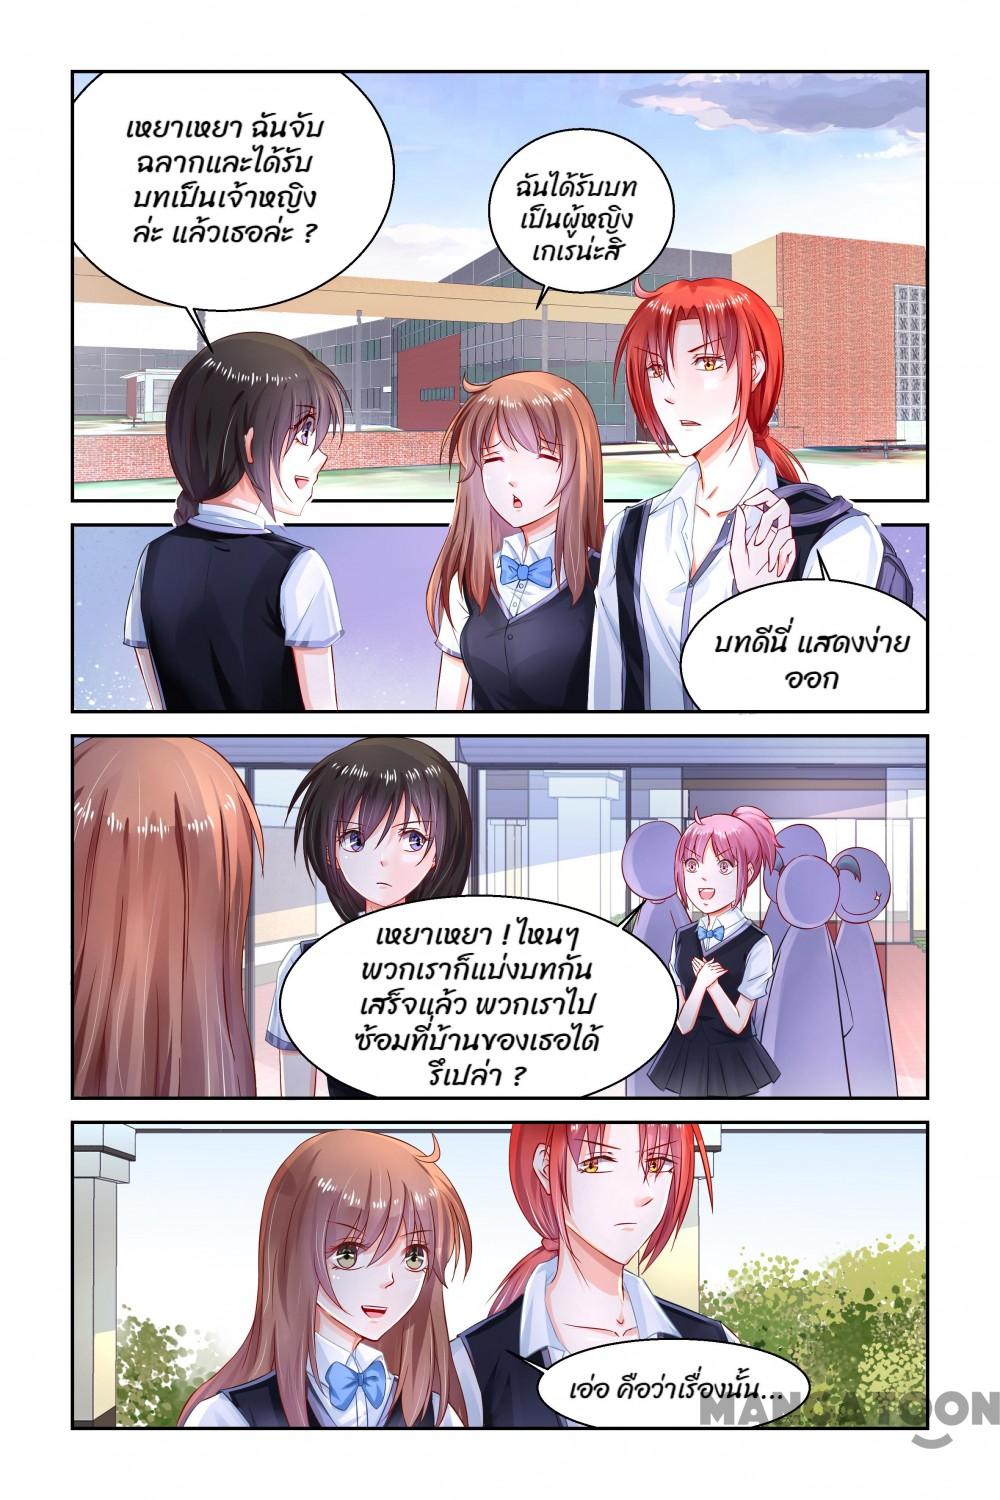 เหยาเหยา ฉันจับ
ฉลากและได้รับ
บทเป็นเจ้าหญิง
ล่ะ แล้วเธอล่ะ ?
ฉันได้รับบท
เป็นผู้หญิง
เกเรน่ะสิ
บทดีนี่ แสดงง่าย
ออก
เหยาเหยา ! ไหนๆ
พวกเราก็แบ่งบทกัน
เสร็จแล้ว พวกเราไป
ซ้อมที่บ้านของเธอได้
รึเปล่า ?
เอ่อ คือว่าเรื่องนั้น...
MANGATOON